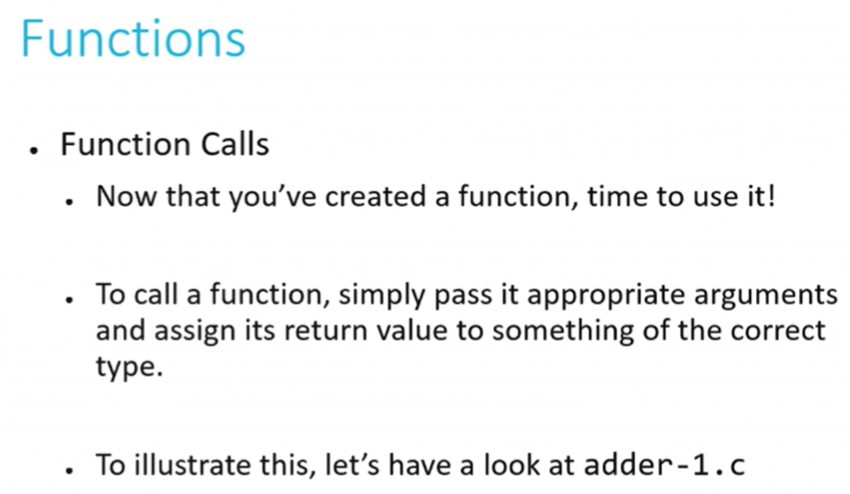 Functions
• Function Calls
• Now that you've created a function, time to use it!
• To call a function, simply pass it appropriate arguments
and assign its return value to something of the correct
type.
• To illustrate this, let's have a look at adder-1.c